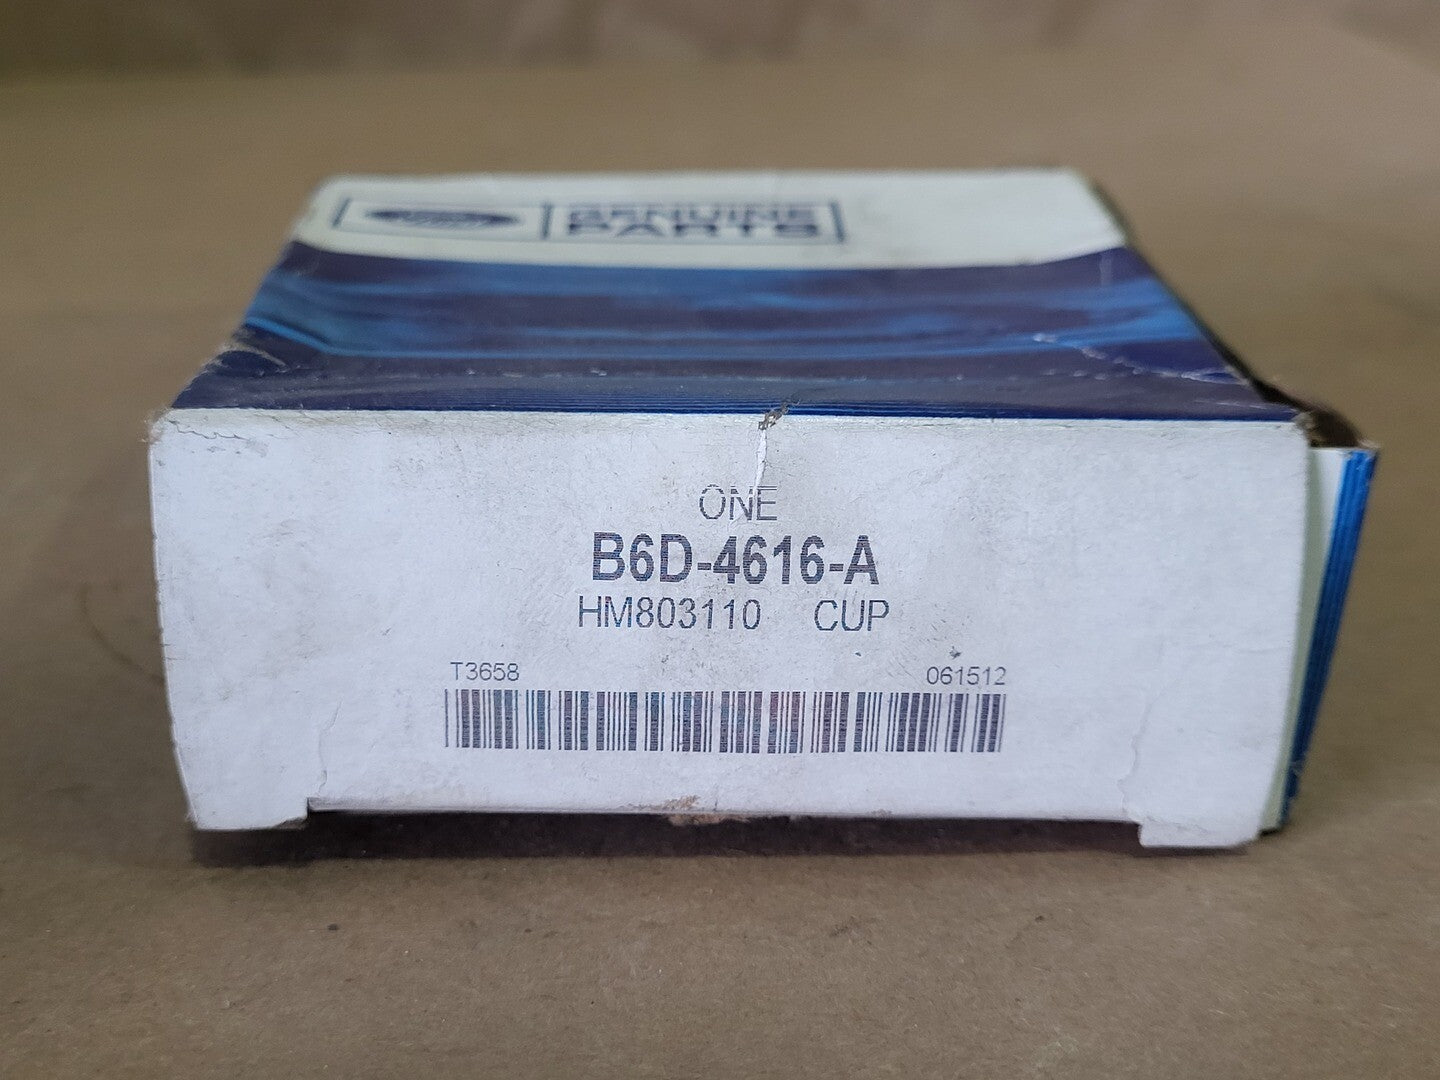 GENUINE
PARTS
ONE
B6D-4616-A
HM803110 CUP
T3658 061512